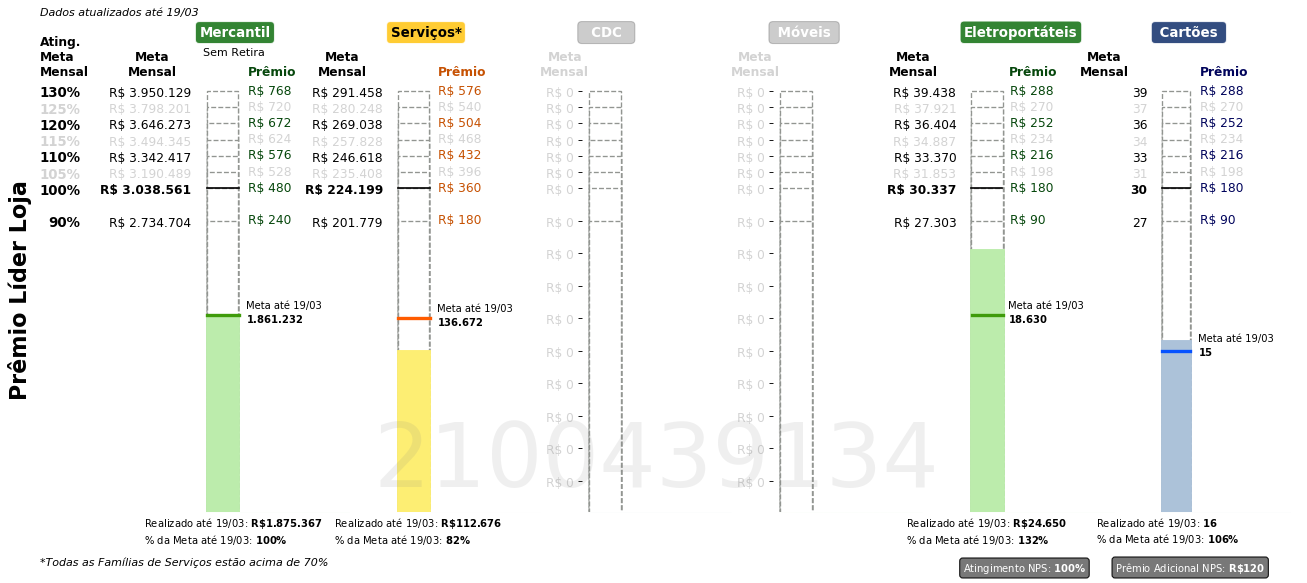 Dados atualizados até 19/03
Mercantil Serviços* CDC Móveis Eletroportáteis Cartões
Sem Retira
Ating. Meta Mensal Meta Mensal Prêmio Meta Mensal Prêmio Meta Mensal Meta Mensal Meta Mensal Prêmio Meta Mensal Prêmio
130% R$ 3.950.129 R$ 768 R$ 291.458 R$ 576 R$ 0 R$ 0 R$ 39.438 R$ 288 39 R$ 288
125% R$ 3.798.201 R$ 720 R$ 280.248 R$ 540 R$ 0 R$ 0 R$ 37.921 R$ 270 37 R$ 270
120% R$ 3.646.273 R$ 672 R$ 269.038 R$ 504 R$ 0 R$ 0 R$ 36.404 R$ 252 36 R$ 252
115% R$ 3.494.345 R$ 624 R$ 257.828 R$ 468 R$ 0 R$ 0 R$ 34.887 R$ 234 34 R$ 234
110% R$ 3.342.417 R$ 576 R$ 246.618 R$ 432 R$ 0 R$ 0 R$ 33.370 R$ 216 33 R$ 216
105% R$ 3.190.489 R$ 528 R$ 235.408 R$ 396 R$ 0 R$ 0 R$ 31.853 R$ 198 31 R$ 198
100% R$ 3.038.561 R$ 480 R$ 224.199 R$ 360 R$ 0 R$ 0 R$ 30.337 R$ 180 30 R$ 180
90% R$ 2.734.704 R$ 240 R$ 201.779 R$ 180 R$ 0 R$ 0 R$ 27.303 R$ 90 27 R$ 90
R$ 0 R$ 0
R$ 0 R$ 0
Meta até 19/03 Meta até 19/03 Meta até 19/03
1.861.232 136.672 R$ 0 R$ 0 18.630
Meta até 19/03
R$ 0 R$ 0 15
R$ 0 R$ 0
R$ 0 R$ 0
R$ 0 R$ 0
R$ 0 R$ 0
Prêmio Líder Loja
2100439134
Realizado até 19/03: R$1.875.367 Realizado até 19/03: R$112.676 Realizado até 19/03: R$24.650 Realizado até 19/03: 16
% da Meta até 19/03: 100% % da Meta até 19/03: 82% % da Meta até 19/03: 132% % da Meta até 19/03: 106%
*Todas as Famílias de Serviços estão acima de 70%
Atingimento NPS: 100% Prêmio Adicional NPS: R$120